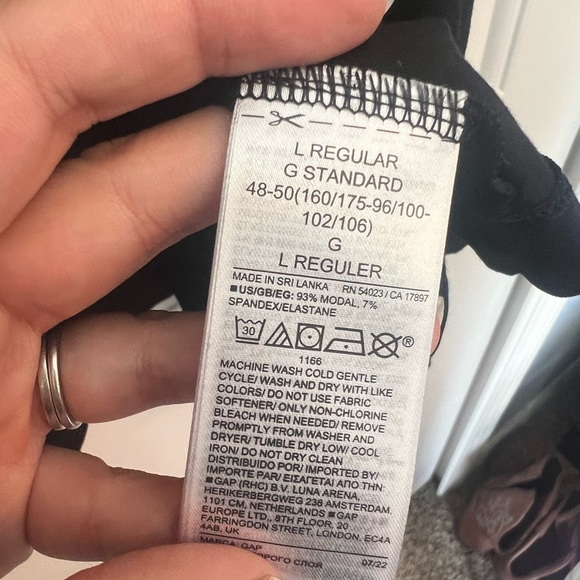 L REGULAR
G STANDARD
48-50(160/175-96/100-
102/106)
G
L REGULER
MADE IN SRI LANKA RN 54023 / CA 17897
■US/GB/EG: 93% MODAL, 7%
SPANDEX/ELASTANE
30 ®
1166
MACHINE WASH COLD GENTLE
CYCLE/ WASH AND DRY WITH LIKE
COLORS/ DO NOT USE FABRIC
SOFTENER/ ONLY NON-CHLORINE
BLEACH WHEN NEEDED/ REMOVE
PROMPTLY FROM WASHER AND
DRYER/ TUMBLE DRY LOW/ COOL
IRON/ DO NOT DRY CLEAN
DISTRIBUIDO POR/ IMPORTED BY/
IMPORTE PAR/ ΕΙΣΑΓΕΤΑΙ ΑΠΟ ΤΗΝ:
■GAP (RHC) B.V. LUNA ARENA,
HERIKERBERGWEG 238 AMSTERDAM,
1101 CM, NETHERLANDS ■GAP
EUROPE LTD., 8TH FLOOR, 20
FARRINGDON STREET, LONDON, EC4A
4AB, UK
MARCA: GAP
СЛОЯ 07/22